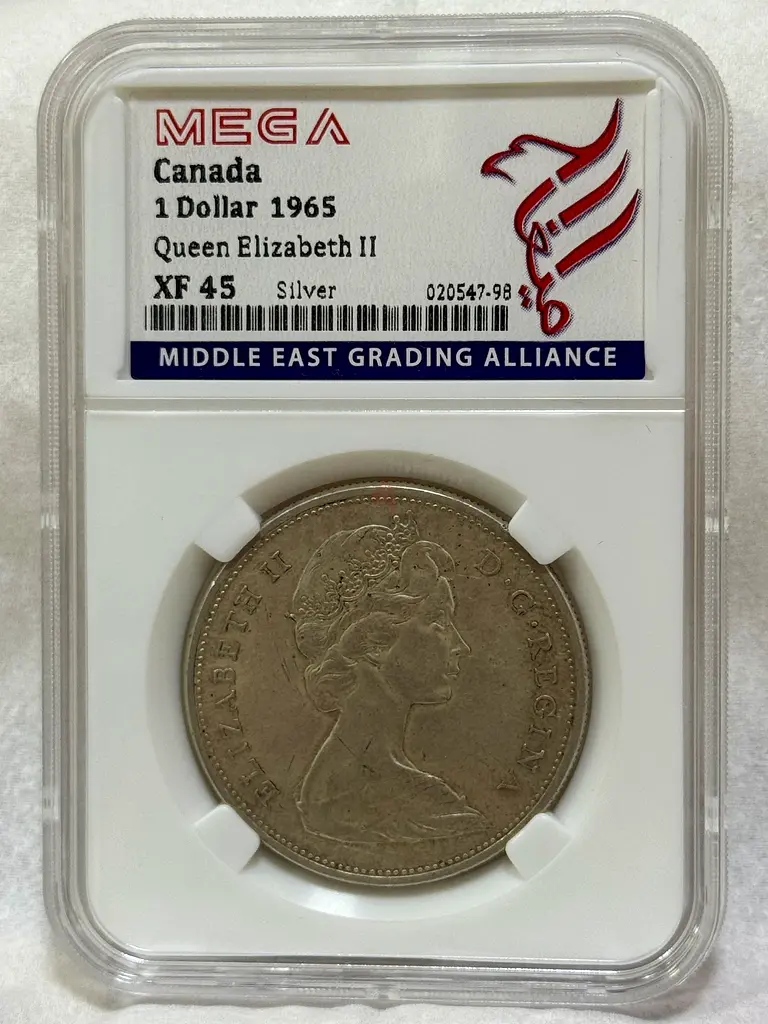 MEGA
Canada
1 Dollar 1965
Queen Elizabeth II
XF 45 Silver 020547-98
MIDDLE EAST GRADING ALLIANCE
ELIZABETH II D·G·REGINA